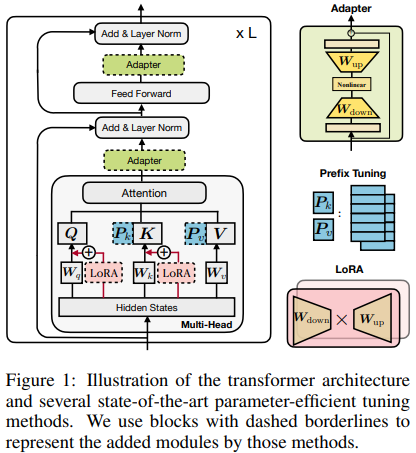 Add & Layer Norm
x L
Adapter
Feed Forward
Add & Layer Norm
Adapter
Attention
Q
P_k K
P_v V
W_q
LoRA
W_k
LoRA
W_v
Hidden States
Multi-Head
Adapter
W_up
Nonlinear
W_down
Prefix Tuning
P_k :
P_v
LoRA
W_down × W_up
Figure 1: Illustration of the transformer architecture
and several state-of-the-art parameter-efficient tuning
methods. We use blocks with dashed borderlines to
represent the added modules by those methods.